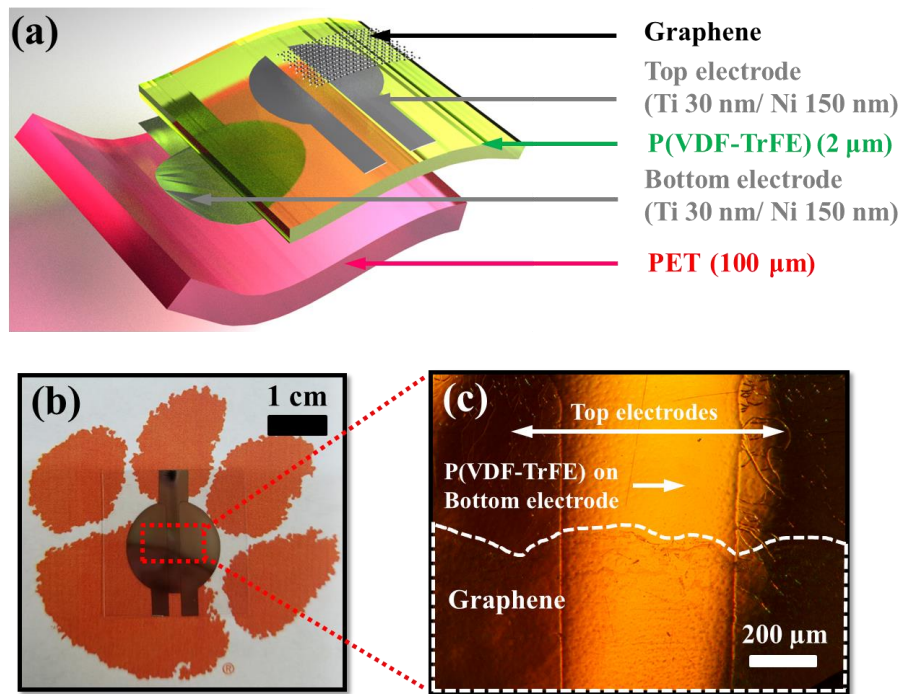 (a)
Graphene
Top electrode
(Ti 30 nm/ Ni 150 nm)
P(VDF-TrFE) (2 μm)
Bottom electrode
(Ti 30 nm/ Ni 150 nm)
PET (100 μm)
(b)
1 cm
®
(c)
Top electrodes
P(VDF-TrFE) on
Bottom electrode
Graphene
200 μm